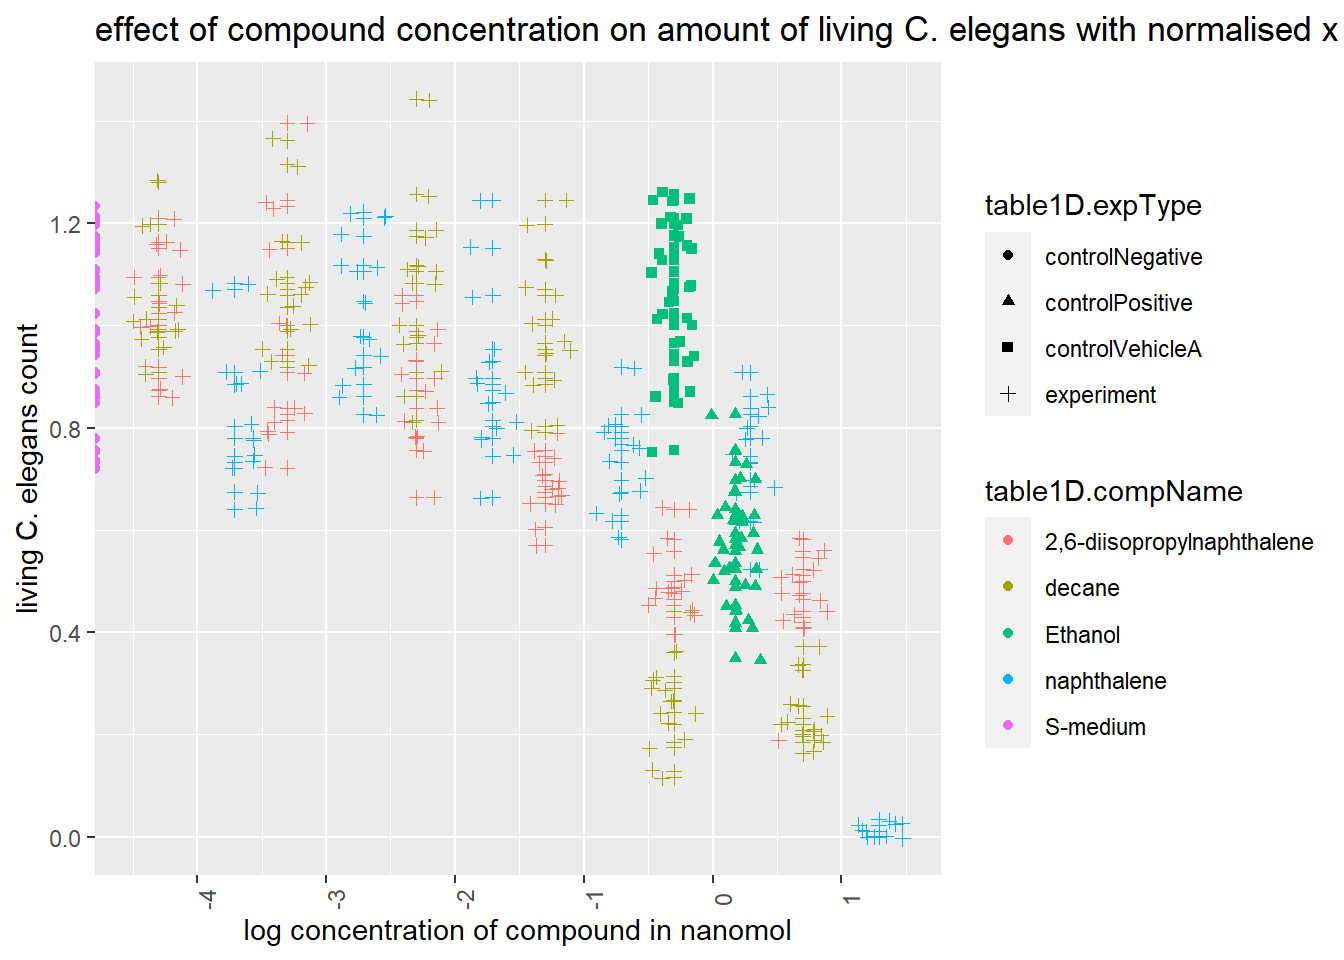 effect of compound concentration on amount of living C. elegans with normalised x
living C. elegans count
1.2
0.8
0.4
0.0
-4
-3
-2
-1
0
1
log concentration of compound in nanomol
table1D.expType
controlNegative
controlPositive
controlVehicleA
experiment
table1D.compName
2,6-diisopropylnaphthalene
decane
Ethanol
naphthalene
S-medium